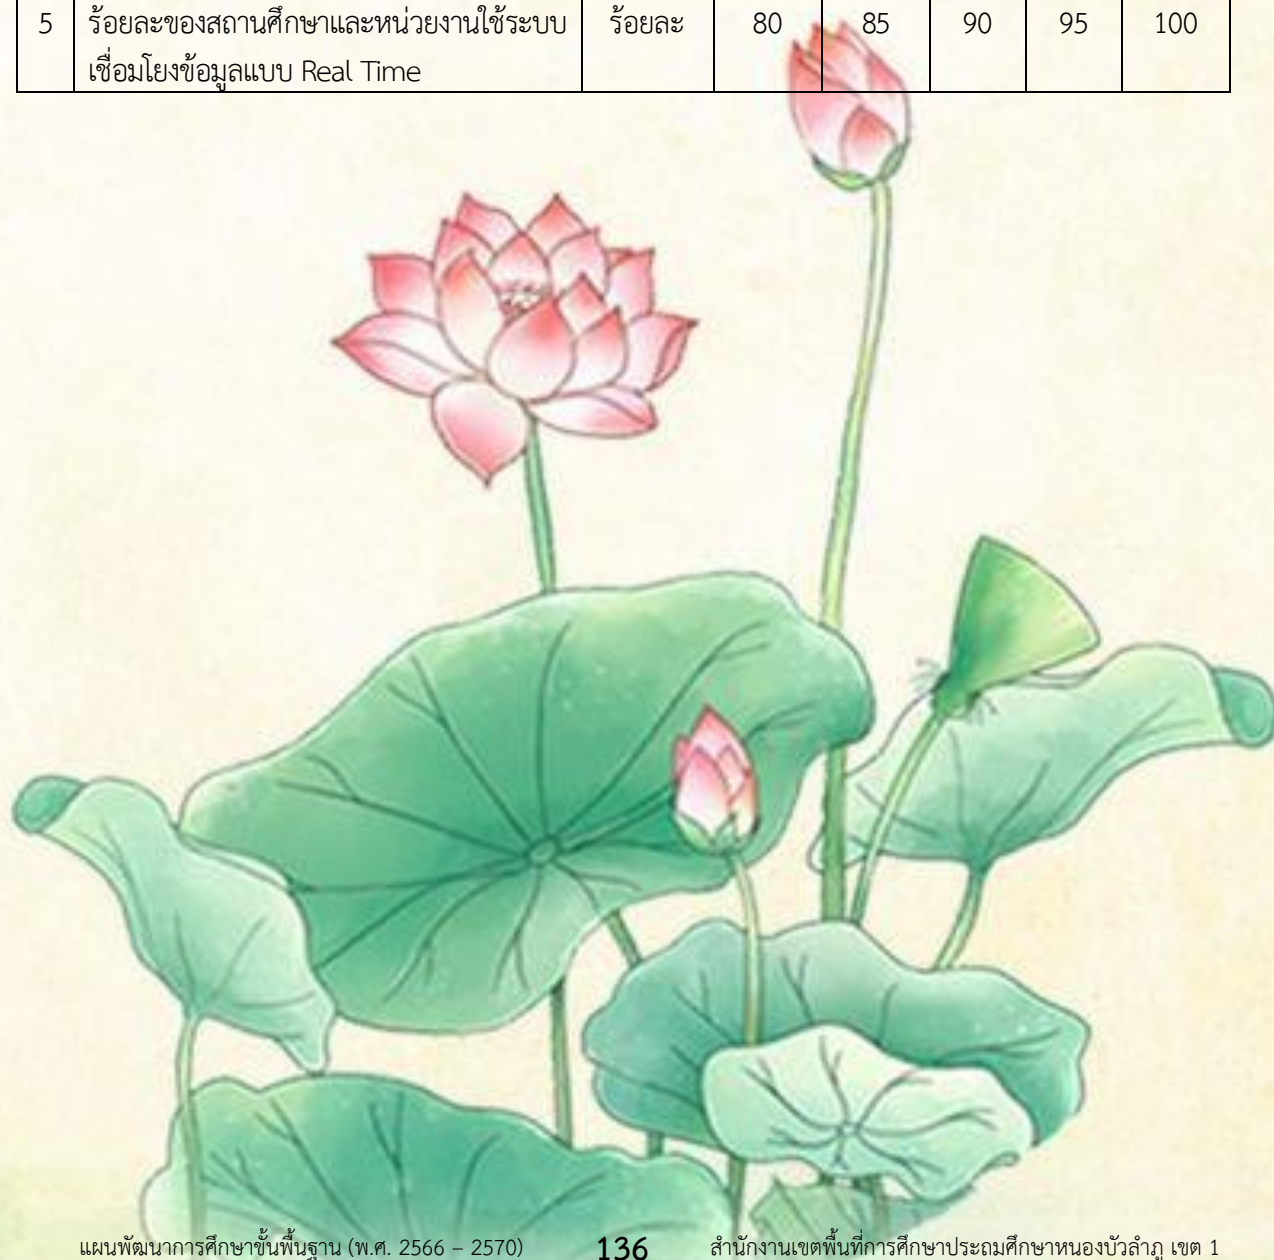 5 ร้อยละของสถานศึกษาและหน่วยงานใช้ระบบ ร้อยละ 80 85 90 95 100
เชื่อมโยงข้อมูลแบบ Real Time
แผนพัฒนาการศึกษาขั้นพื้นฐาน (พ.ศ. 2566 – 2570) 136 สำนักงานเขตพื้นที่การศึกษาประถมศึกษาหนองบัวลำภู เขต 1